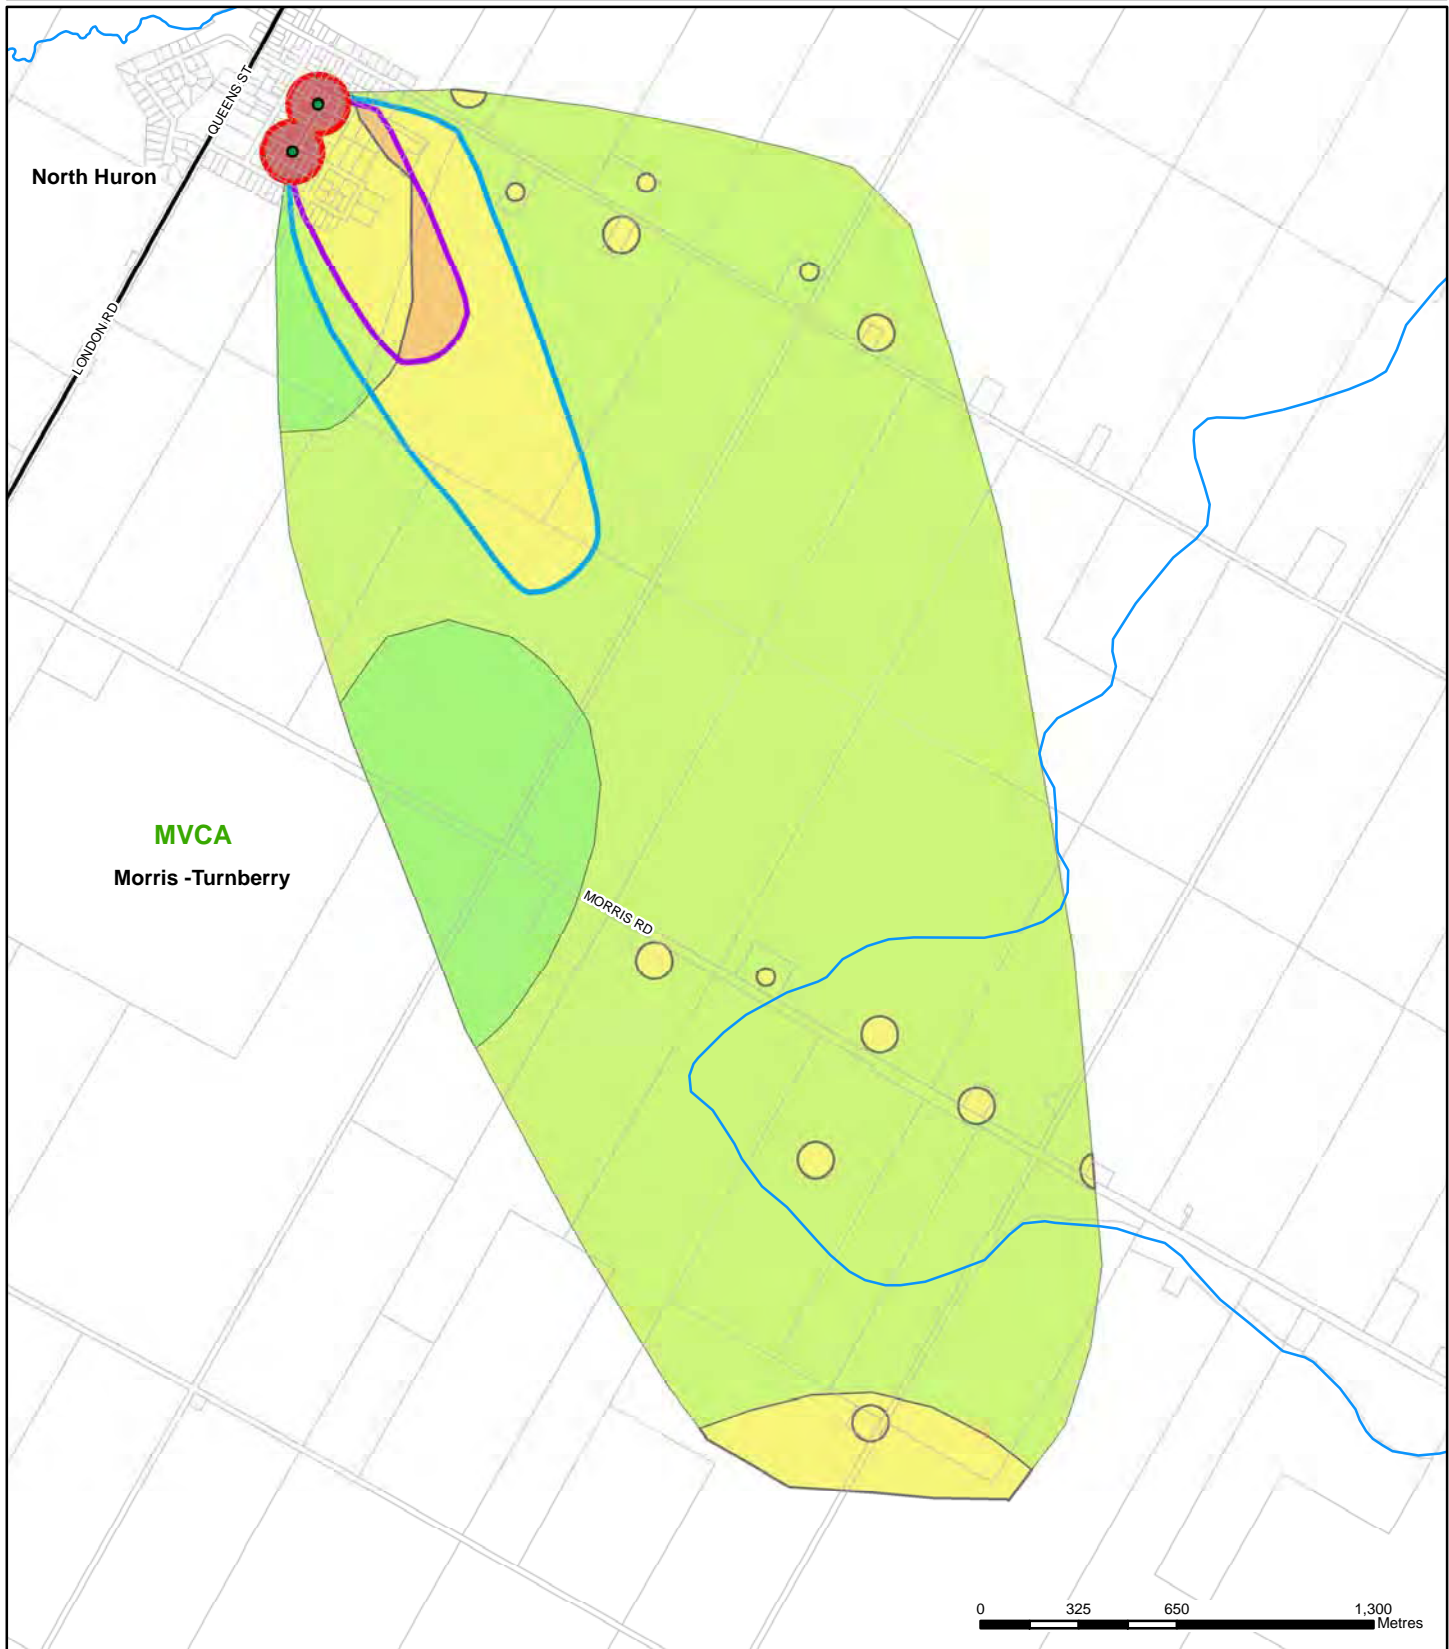 QUEENS ST
North Huron
LONDON RD
MVCA
Morris -Turnberry
MORRIS RD
0 325 650 1,300
Metres